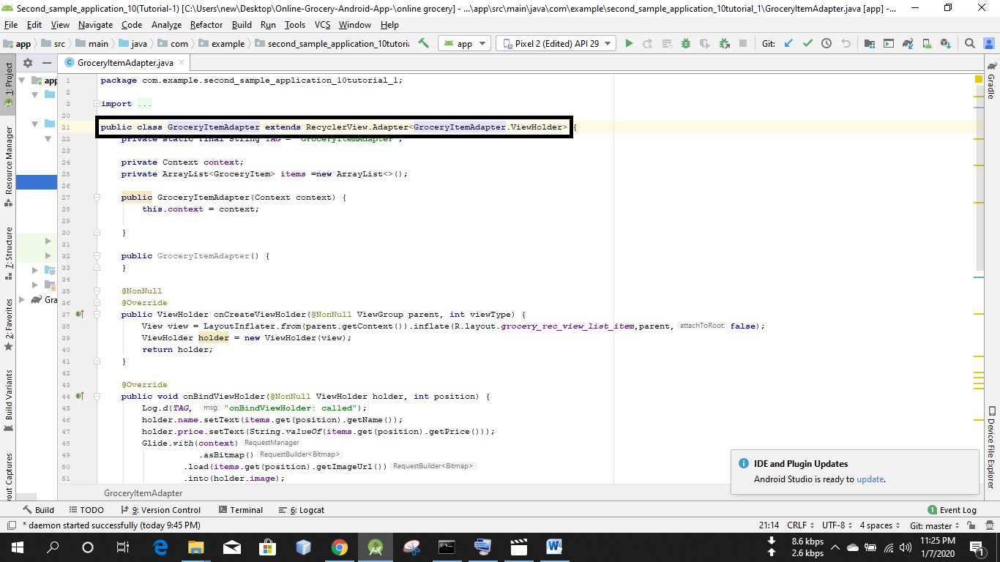 Second_sample_application_10(Tutorial-1) [C:\Users\new\Desktop\Online-Grocery-Android-App-\online grocery] - ...\app\src\main\java\com\example\second_sample_application_10tutorial_1\GroceryItemAdapter.java [app] -...
File Edit View Navigate Code Analyze Refactor Build Run Tools VCS Window Help
app src main java com example second_sample_application_10tutoria app Pixel 2 (Edited) API 29 Git:
GroceryItemAdapter.java
1: Project
Resource Manager
7: Structure
2: Favorites
Build Variants
out Captures
app
Gra
1 package com.example.second_sample_application_10tutorial_1;
2
3 import ...
20
21 public class GroceryItemAdapter extends RecyclerView.Adapter<GroceryItemAdapter.ViewHolder> {
22 private static final String TAG = "GroceryItemAdapter";
23
24 private Context context;
25 private ArrayList<GroceryItem> items =new ArrayList<>();
26
27 public GroceryItemAdapter(Context context) {
28 this.context = context;
29
30 }
31
32 public GroceryItemAdapter() {
33 }
34
35 @NonNull
36 @Override
37 public ViewHolder onCreateViewHolder(@NonNull ViewGroup parent, int viewType) {
38 View view = LayoutInflater.from(parent.getContext()).inflate(R.layout.grocery_rec_view_list_item,parent, attachToRoot: false);
39 ViewHolder holder = new ViewHolder(view);
40 return holder;
41 }
42
43 @Override
44 public void onBindViewHolder(@NonNull ViewHolder holder, int position) {
45 Log.d(TAG, msg: "onBindViewHolder: called");
46 holder.name.setText(items.get(position).getName());
47 holder.price.setText(String.valueOf(items.get(position).getPrice()));
48 Glide.with(context) RequestManager
49 .asBitmap() RequestBuilder<Bitmap>
50 .load(items.get(position).getImageUrl()) RequestBuilder<Bitmap>
51 .into(holder.image);
GroceryItemAdapter
Gradle
Device File Explorer
IDE and Plugin Updates
Android Studio is ready to update.
Build TODO 9: Version Control Terminal 6: Logcat 1 Event Log
* daemon started successfully (today 9:45 PM) 21:14 CRLF UTF-8 4 spaces Git: master
8.6 kbps
2.6 kbps
11:25 PM
1/7/2020
1